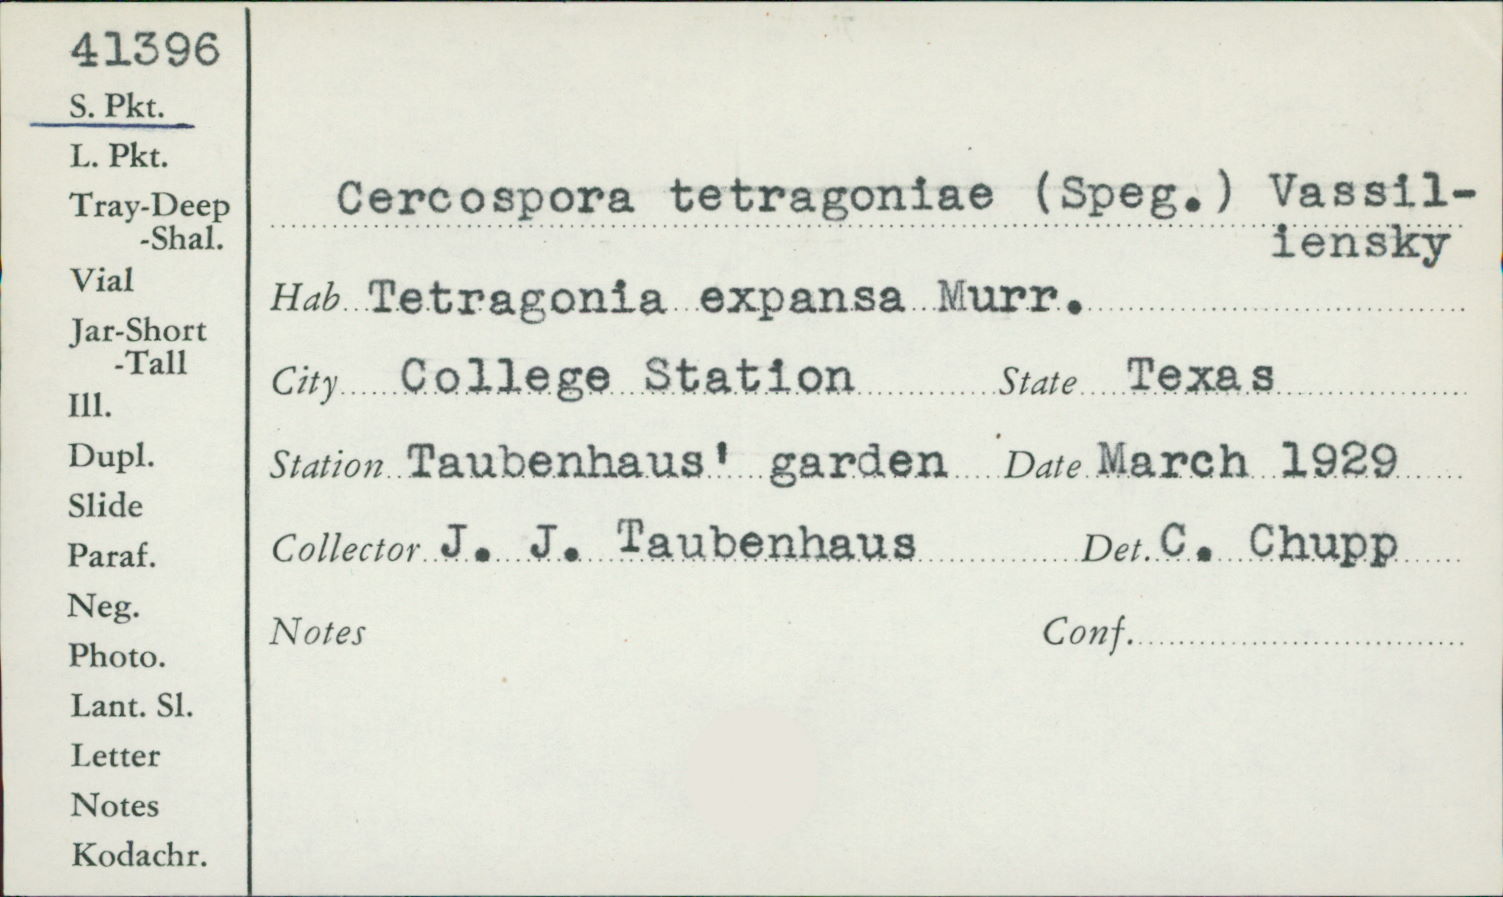 41396
S. Pkt.
L. Pkt.
Tray-Deep
-Shal.
Vial
Jar-Short
-Tall
Ill.
Dupl.
Slide
Paraf.
Neg.
Photo.
Lant. Sl.
Letter
Notes
Kodachr.
Cercospora tetragoniae (Speg.) Vassil-
iensky
Hab Tetragonia expansa Murr.
City College Station State Texas
Station Taubenhaus' garden Date March 1929
Collector J. J. Taubenhaus Det. C. Chupp
Notes Conf.